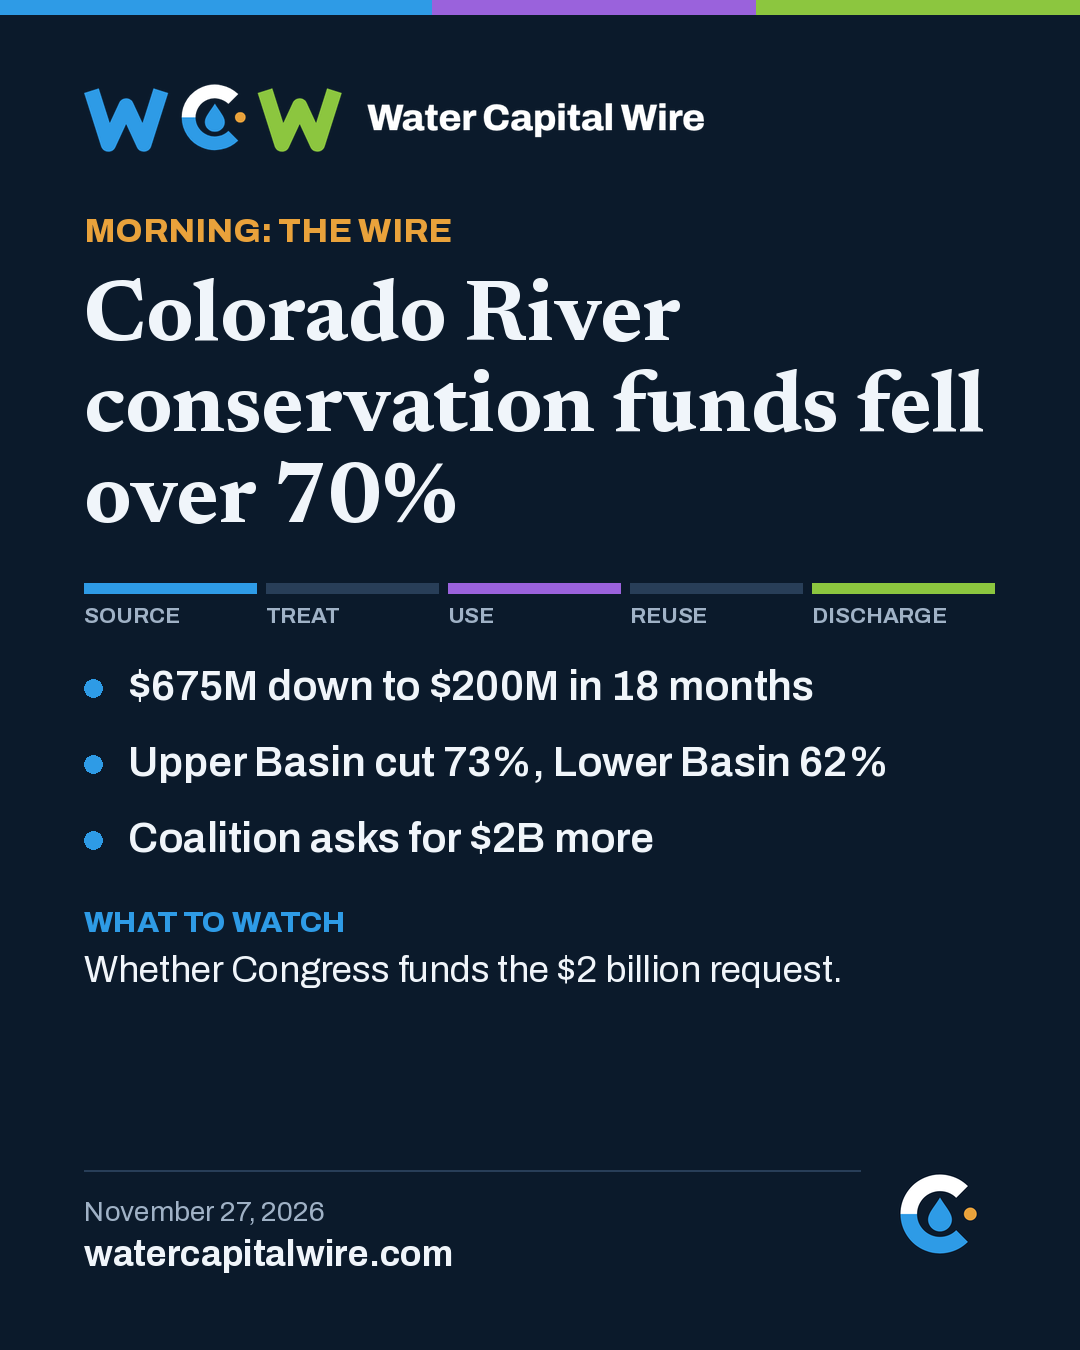 WCW Water Capital Wire
MORNING: THE WIRE
Colorado River
conservation funds fell
over 70%
SOURCE TREAT USE REUSE DISCHARGE
$675M down to $200M in 18 months
Upper Basin cut 73%, Lower Basin 62%
Coalition asks for $2B more
WHAT TO WATCH
Whether Congress funds the $2 billion request.
November 27, 2026
watercapitalwire.com